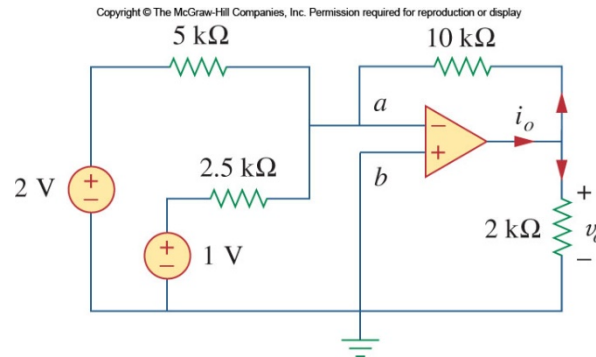 Copyright © The McGraw-Hill Companies, Inc. Permission required for reproduction or display
5 kΩ
10 kΩ
a
−
i_o
+
2.5 kΩ
b
2 V
+
−
+
−
1 V
2 kΩ
+
v
−